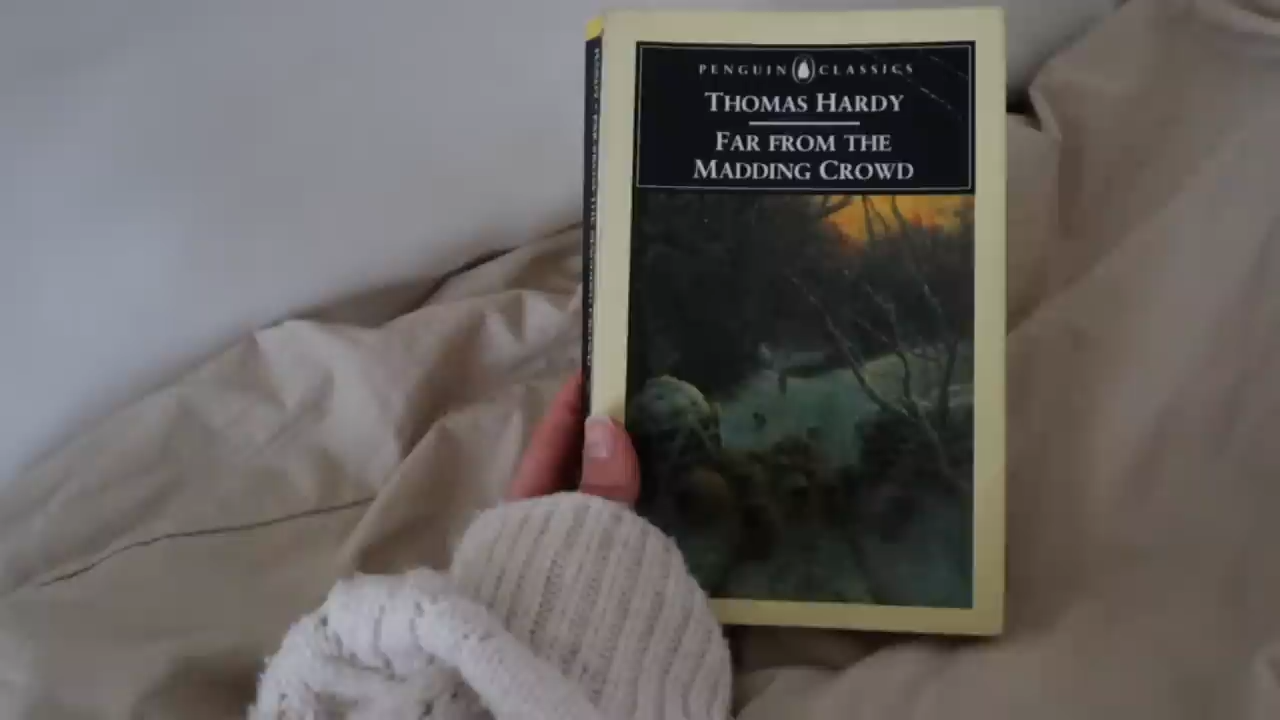 PENGUIN CLASSICS
THOMAS HARDY
FAR FROM THE
MADDING CROWD